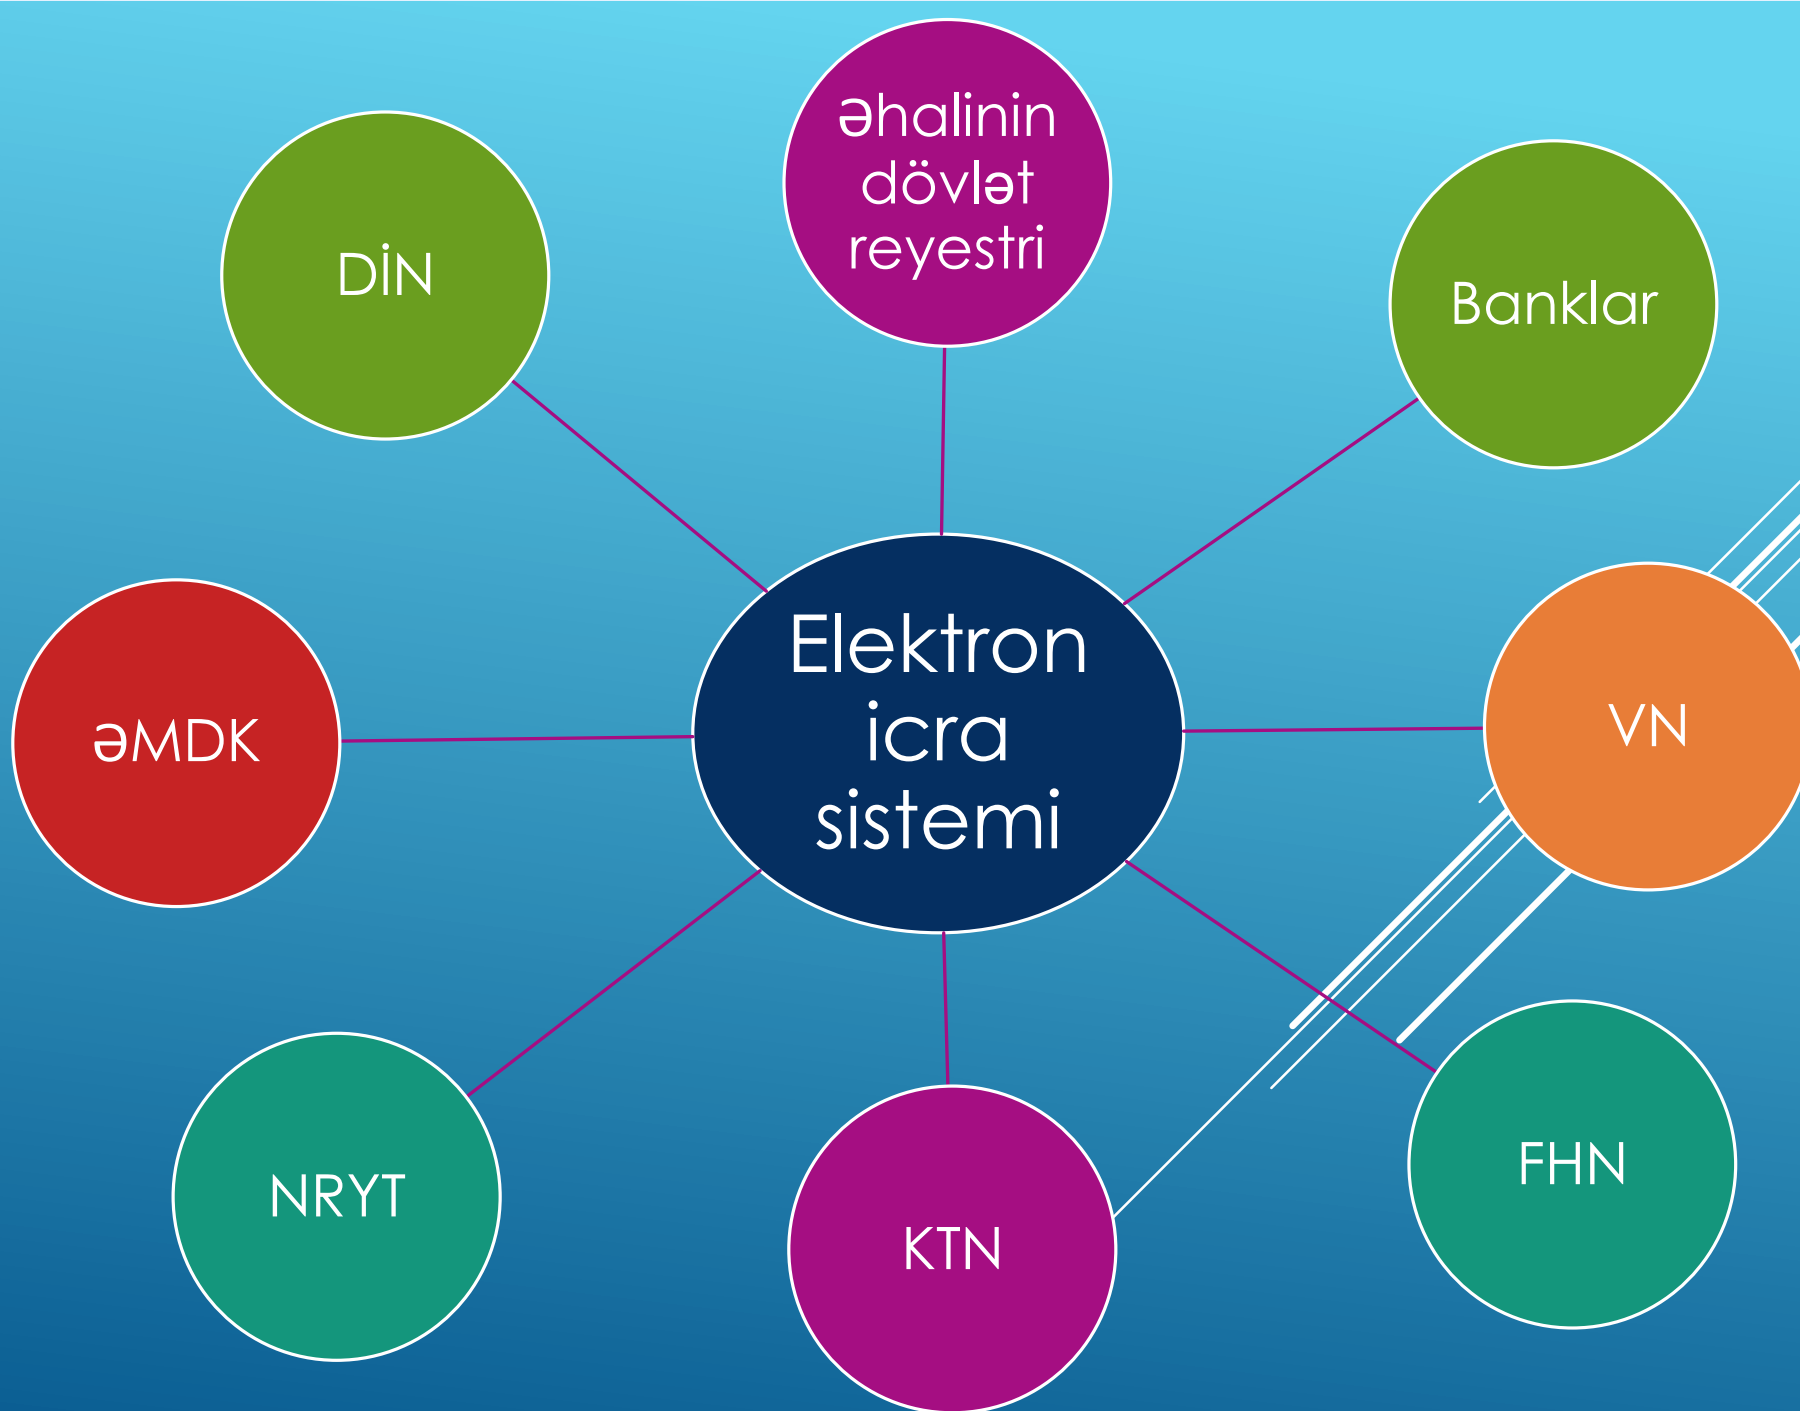 Əhalinin
dövlət
reyestri
DİN
Banklar
Elektron
icra
sistemi
ƏMDK
VN
NRYT
KTN
FHN